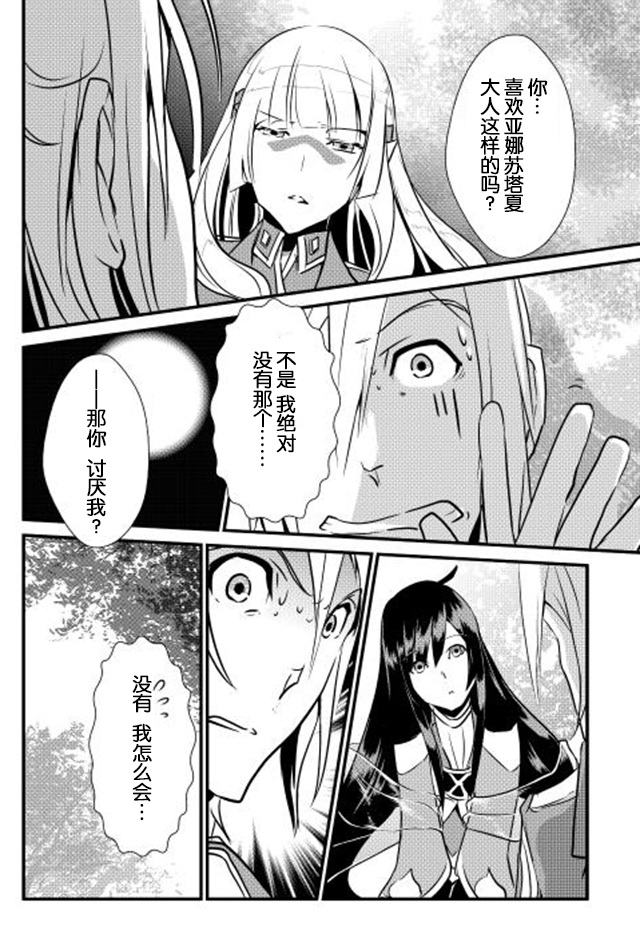 你…
喜欢亚娜苏塔夏
大人这样的吗？
不是 我绝对
没有那个……
——那你 讨厌我？
没有 我怎么会…